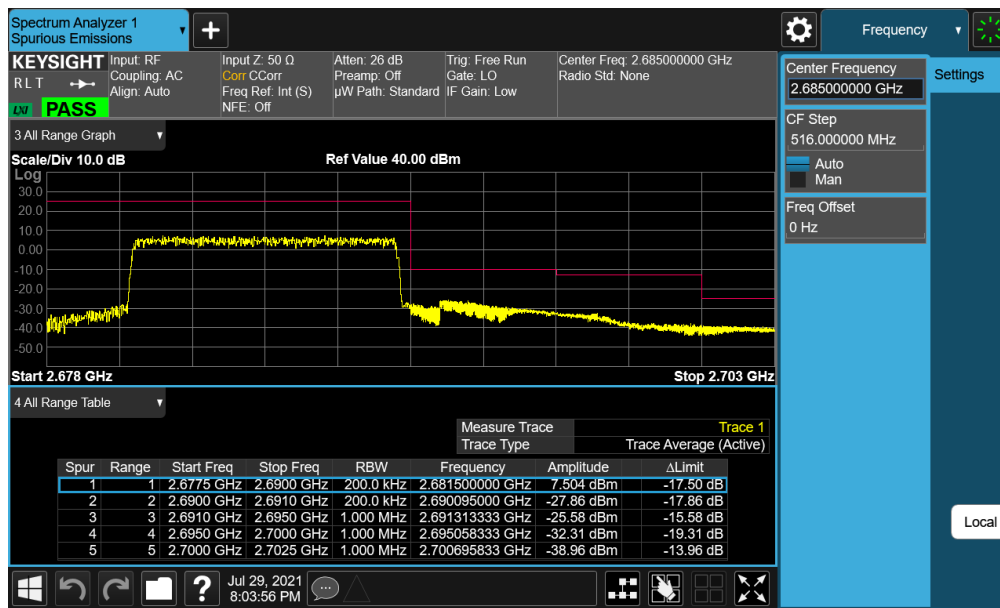 Spectrum Analyzer 1
Spurious Emissions
+
Frequency
KEYSIGHT
R L T
LXI
PASS
Input: RF
Coupling: AC
Align: Auto
Input Z: 50 Ω
Corr CCorr
Freq Ref: Int (S)
NFE: Off
Atten: 26 dB
Preamp: Off
µW Path: Standard
Trig: Free Run
Gate: LO
IF Gain: Low
Center Freq: 2.685000000 GHz
Radio Std: None
Center Frequency
2.685000000 GHz
Settings
CF Step
516.000000 MHz
Auto
Man
Freq Offset
0 Hz
3 All Range Graph
Scale/Div 10.0 dB
Ref Value 40.00 dBm
Log
30.0
20.0
10.0
0.00
-10.0
-20.0
-30.0
-40.0
-50.0
Start 2.678 GHz
Stop 2.703 GHz
4 All Range Table
Measure Trace Trace 1
Trace Type Trace Average (Active)
Spur Range Start Freq Stop Freq RBW Frequency Amplitude ΔLimit
1 1 2.6775 GHz 2.6900 GHz 200.0 kHz 2.681500000 GHz 7.504 dBm -17.50 dB
2 2 2.6900 GHz 2.6910 GHz 200.0 kHz 2.690095000 GHz -27.86 dBm -17.86 dB
3 3 2.6910 GHz 2.6950 GHz 1.000 MHz 2.691313333 GHz -25.58 dBm -15.58 dB
4 4 2.6950 GHz 2.7000 GHz 1.000 MHz 2.695058333 GHz -32.31 dBm -19.31 dB
5 5 2.7000 GHz 2.7025 GHz 1.000 MHz 2.700695833 GHz -38.96 dBm -13.96 dB
Local
?
Jul 29, 2021
8:03:56 PM